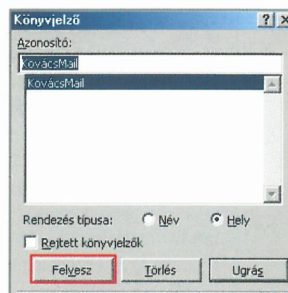 Könyvjelző
Azonosító:
KovácsMail
KovácsMail
Rendezés típusa: Név Hely
Rejtett könyvjelzők
Felvesz Törlés Ugrás